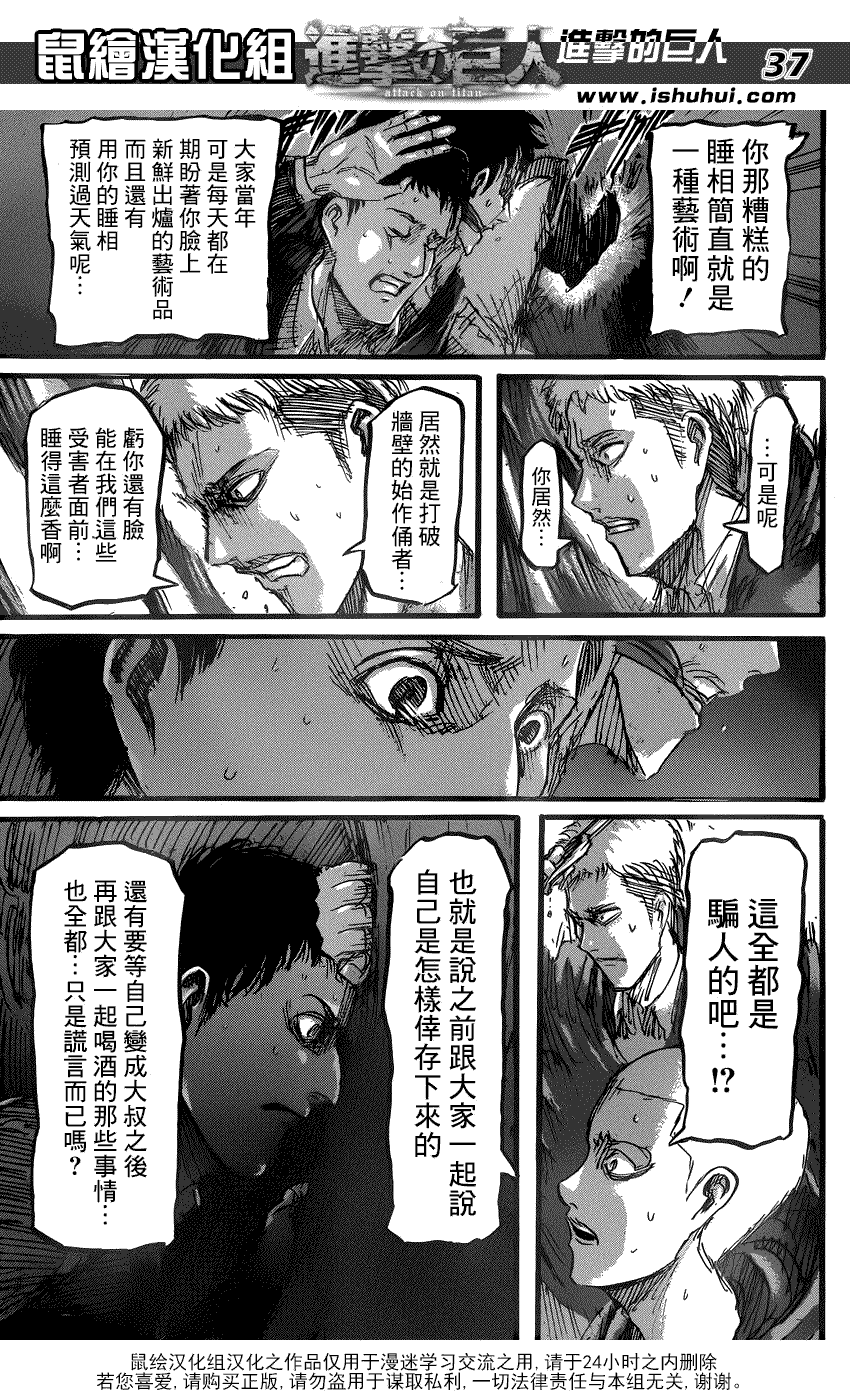 鼠繪漢化組
進撃の巨人
attack on titan
進擊的巨人
www.ishuhui.com
37
你那糟糕的
睡相簡直就是
一種藝術啊！
大家當年
可是每天都在
期盼著你臉上
新鮮出爐的藝術品
而且還有
用你的睡相
預測過天氣呢…
…可是呢
你居然…
居然就是打破
牆壁的始作俑者…
虧你還有臉
能在我們這些
受害者面前…
睡得這麼香啊
這全都是
騙人的吧…!?
也就是說之前跟大家一起說
自己是怎樣倖存下來的
還有要等自己變成大叔之後
再跟大家一起喝酒的那些事情…
也全都…只是謊言而已嗎？
鼠绘汉化组汉化之作品仅用于漫迷学习交流之用, 请于24小时之内删除
若您喜爱, 请购买正版, 请勿用于谋取私利, 一切法律责任与本组无关, 谢谢。